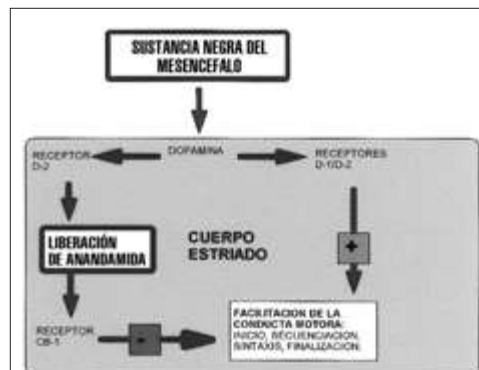 SUSTANCIA NEGRA DEL
MESENCEFALO
DOPAMINA
RECEPTOR
D-2
RECEPTORES
D-1/D-2
LIBERACIÓN
DE ANANDAMIDA
CUERPO
ESTRIADO
+
RECEPTOR
CB-1
-
FACILITACION DE LA
CONDUCTA MOTORA:
INICIO, SECUENCIACION,
SINTAXIS, FINALIZACION.